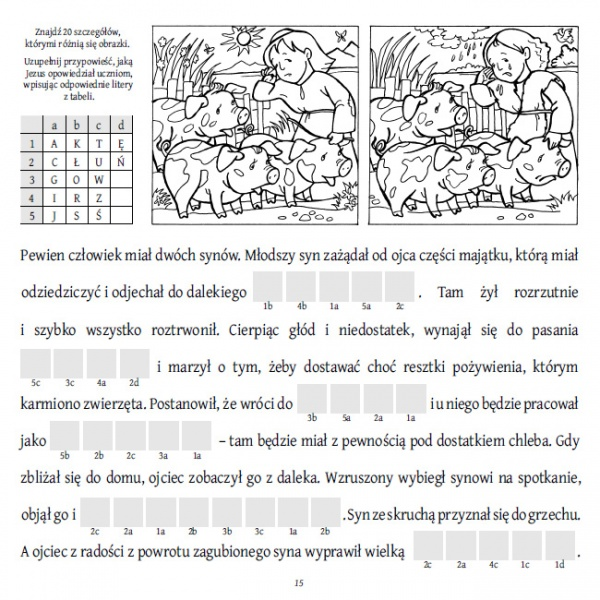 Znajdź 20 szczegółów,
którymi różnią się obrazki.
Uzupełnij przypowieść, jaką
Jezus opowiedział uczniom,
wpisując odpowiednie litery
z tabeli.
a b c d
1 A K T Ę
2 C Ł U Ń
3 G O W
4 I R Z
5 J S Ś
Pewien człowiek miał dwóch synów. Młodszy syn zażądał od ojca części majątku, którą miał
odziedziczyć i odjechał do dalekiego . Tam żył rozrzutnie
1b 4b 1a 5a 2c
i szybko wszystko roztrwonił. Cierpiąc głód i niedostatek, wynajął się do pasania
i marzył o tym, żeby dostawać choć resztki pożywienia, którym
5c 3c 4a 2d
karmiono zwierzęta. Postanowił, że wróci do i u niego będzie pracował
3b 5a 2a 1a
jako – tam będzie miał z pewnością pod dostatkiem chleba. Gdy
5b 2b 2c 3a 1a
zbliżał się do domu, ojciec zobaczył go z daleka. Wzruszony wybiegł synowi na spotkanie,
objął go i . Syn ze skruchą przyznał się do grzechu.
2c 2a 1a 2b 3b 3c 1a 2b
A ojciec z radości z powrotu zagubionego syna wyprawił wielką .
2c 2a 4c 1c 1d
15